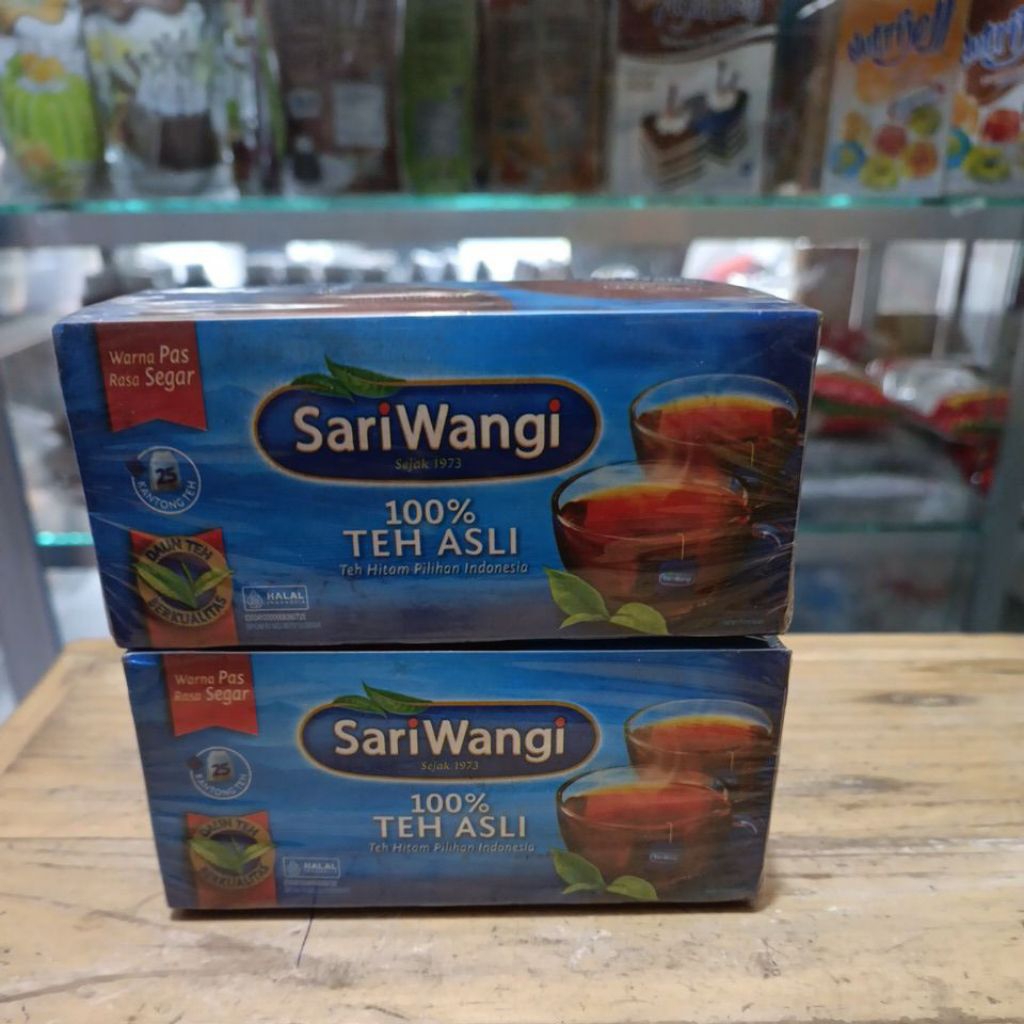 Warna Pas
Rasa Segar
SariWangi
Sejak 1973
25
KANTONG TEH
100%
TEH ASLI
Teh Hitam Pilihan Indonesia
DAUN TEH
BERKUALITAS
HALAL
INDONESIA
Warna Pas
Rasa Segar
SariWangi
Sejak 1973
25
KANTONG TEH
100%
TEH ASLI
Teh Hitam Pilihan Indonesia
DAUN TEH
BERKUALITAS
HALAL
Nutrijell